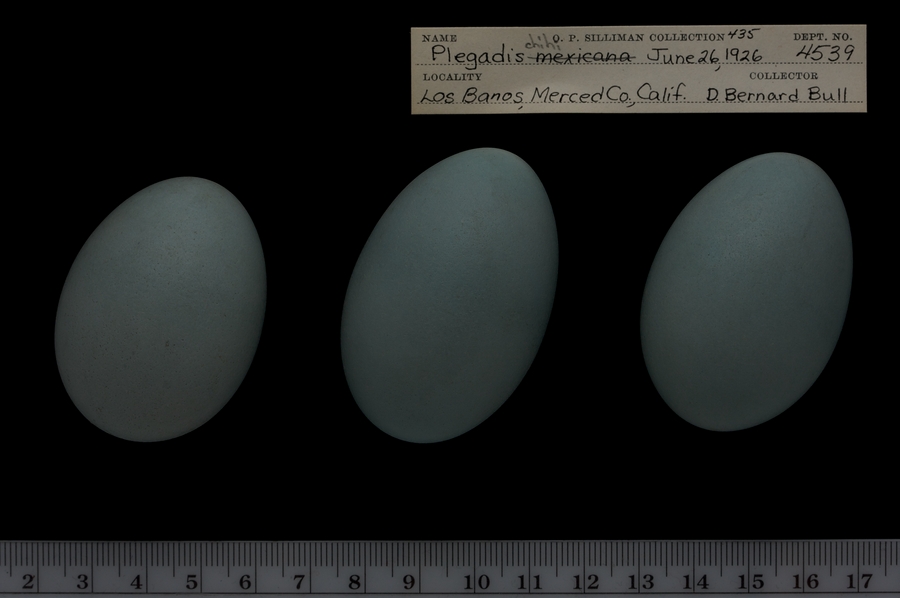 NAME O. P. SILLIMAN COLLECTION 435 DEPT. NO.
chihi
Plegadis mexicana June 26, 1926 4539
LOCALITY COLLECTOR
Los Banos, Merced Co., Calif. D. Bernard Bull
2 3 4 5 6 7 8 9 10 11 12 13 14 15 16 17